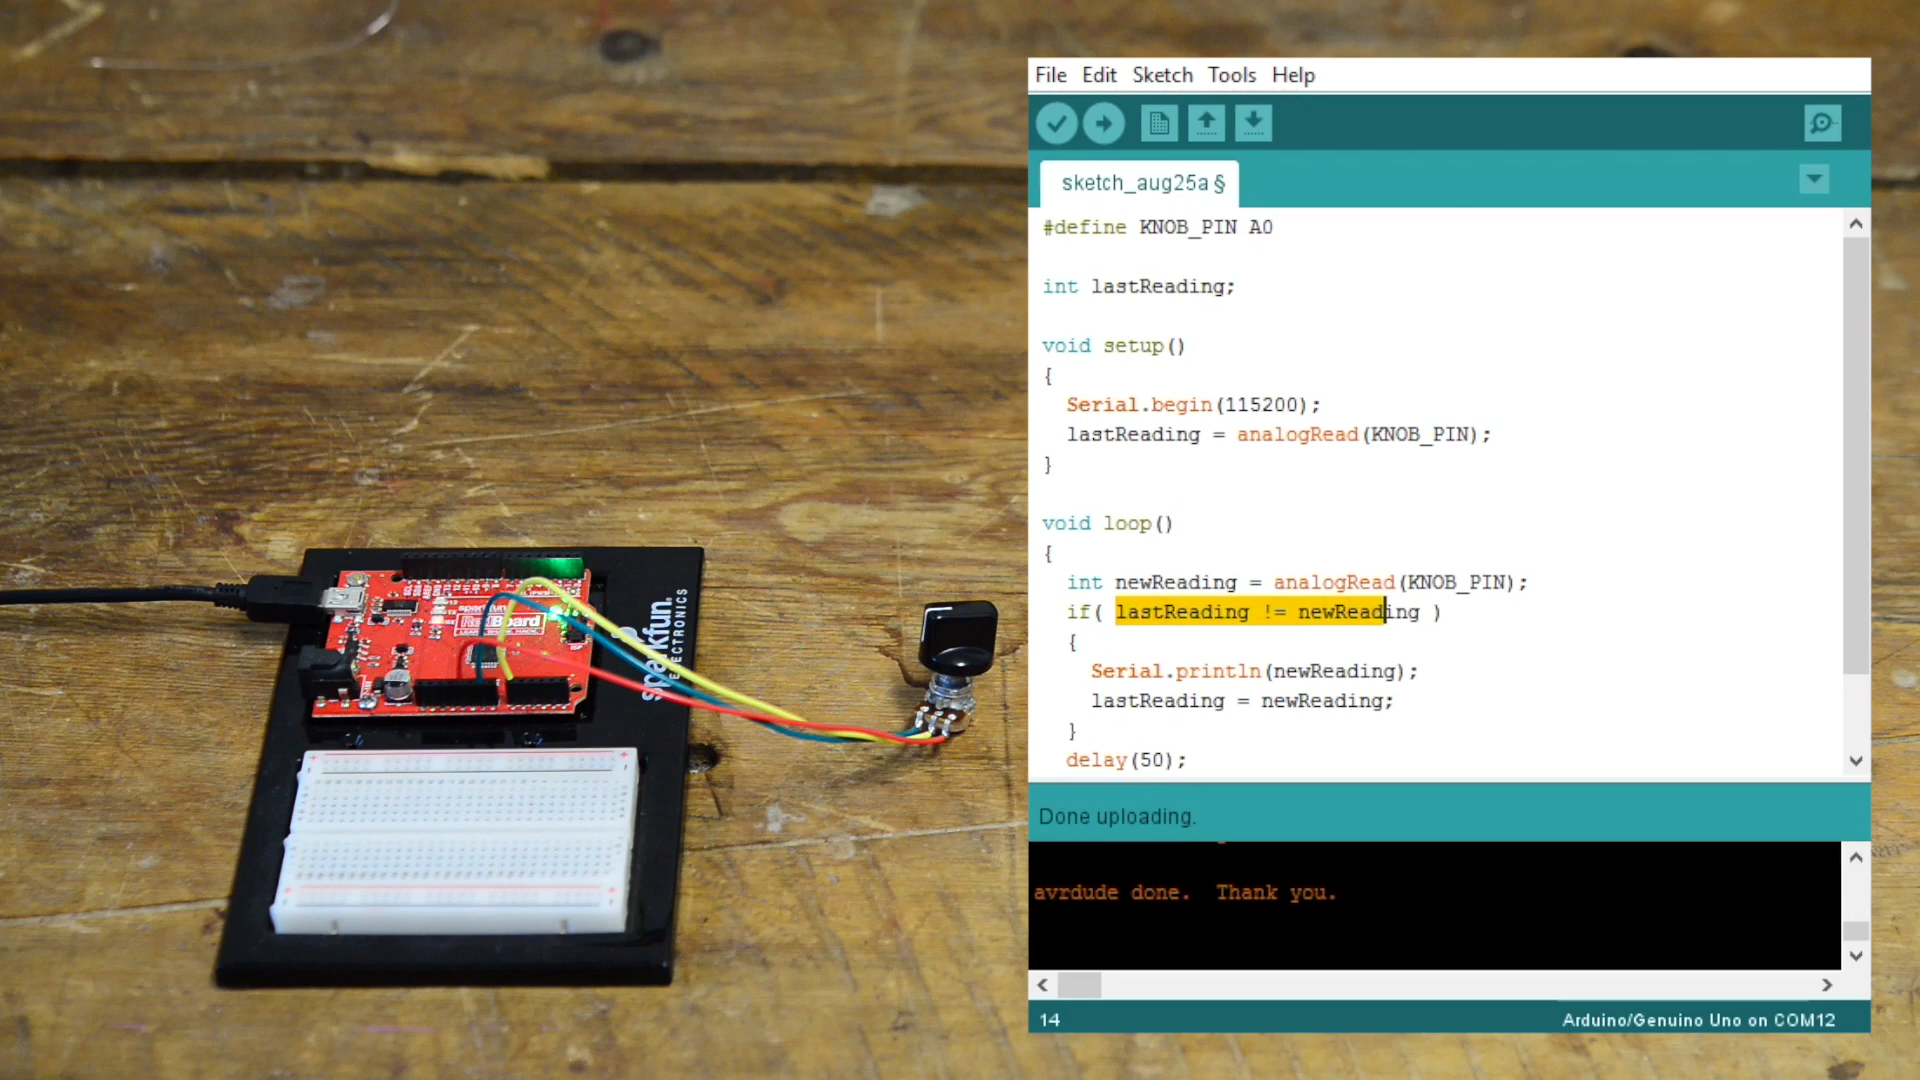 File Edit Sketch Tools Help
sketch_aug25a §
#define KNOB_PIN A0
int lastReading;
void setup()
{
Serial.begin(115200);
lastReading = analogRead(KNOB_PIN);
}
void loop()
{
int newReading = analogRead(KNOB_PIN);
if( lastReading != newReading )
{
Serial.println(newReading);
lastReading = newReading;
}
delay(50);
Done uploading.
avrdude done.  Thank you.
14
Arduino/Genuino Uno on COM12
RedBoard
sparkfun
ELECTRONICS